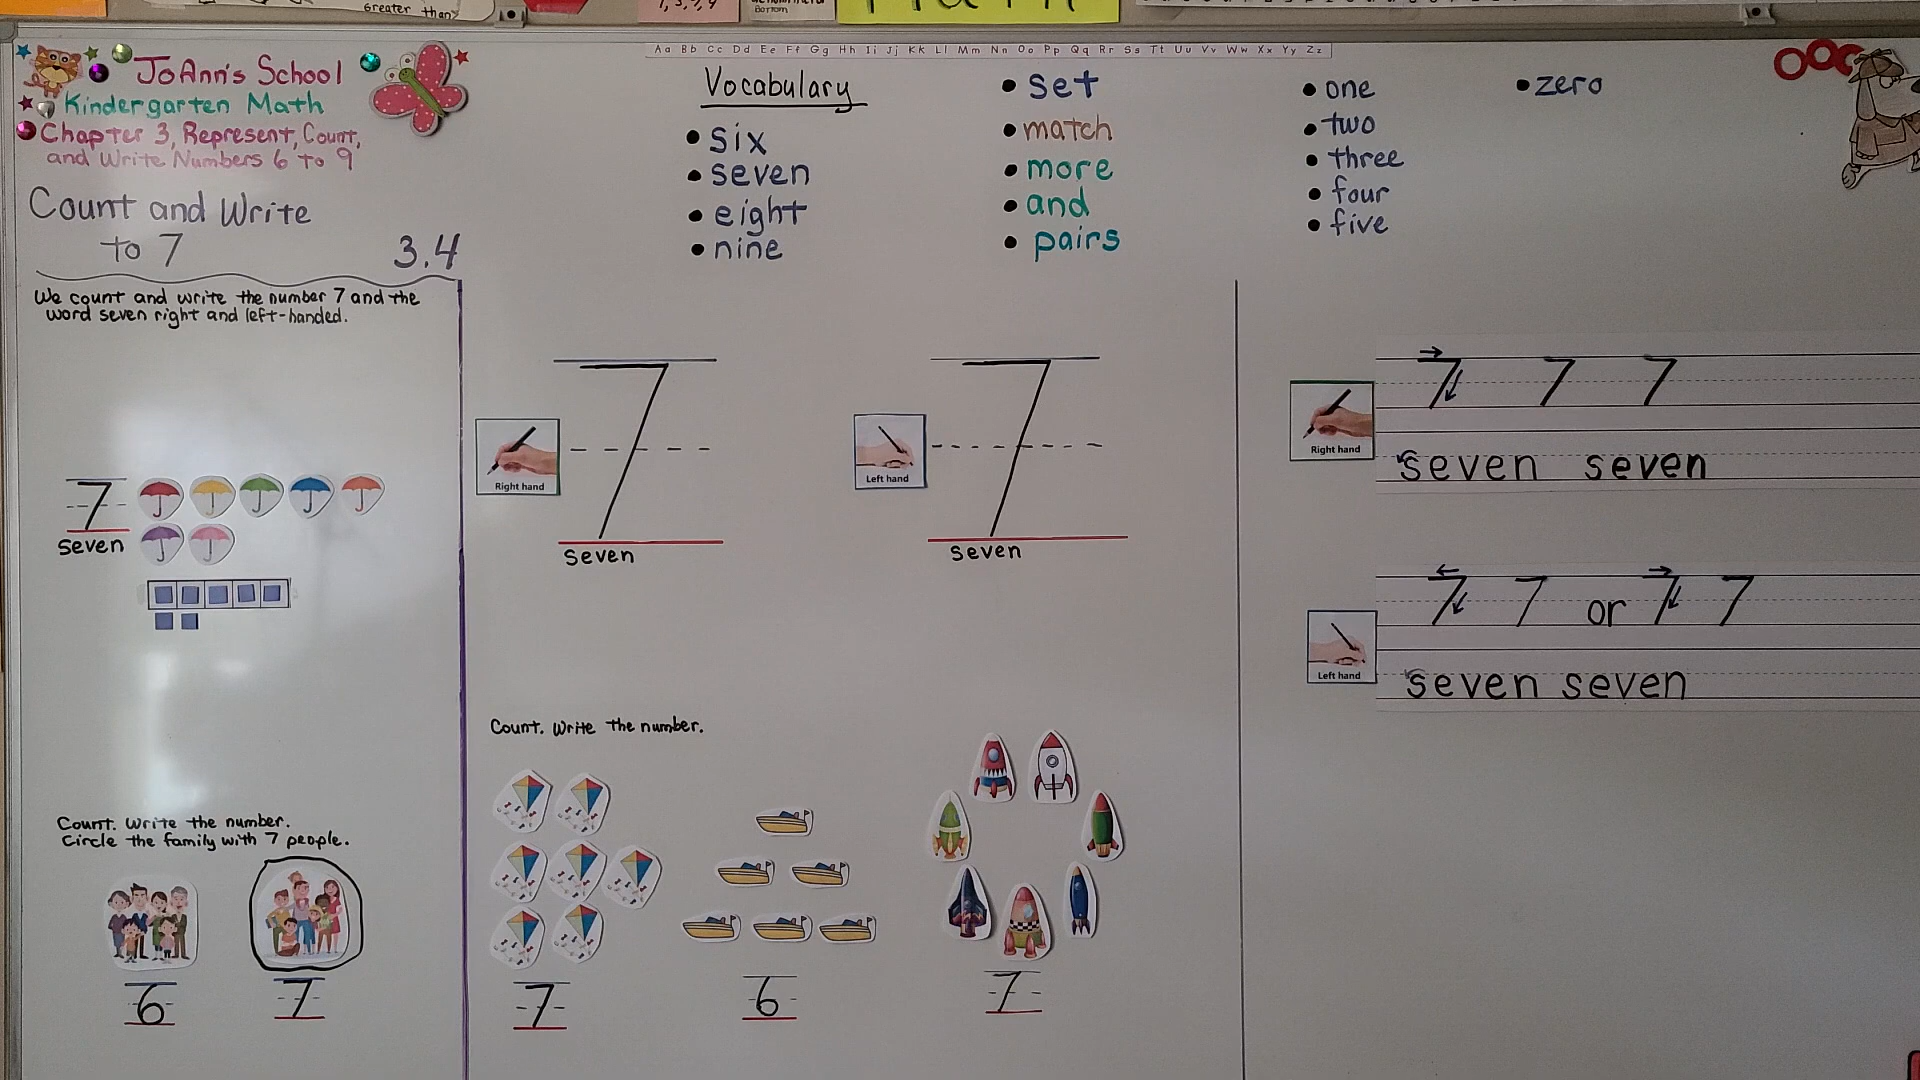 Greater than
1, 3, 7, 4
Bottom
Math
Aa Bb Cc Dd Ee Ff Gg Hh Ii Jj Kk Ll Mm Nn Oo Pp Qq Rr Ss Tt Uu Vv Ww Xx Yy Zz
JoAnn's School
Kindergarten Math
Chapter 3, Represent, Count,
and Write Numbers 6 to 9
Count and Write
to 7 3.4
We count and write the number 7 and the
word seven right and left-handed.
7
seven
Count. Write the number.
Circle the family with 7 people.
6 7
Vocabulary
• six
• seven
• eight
• nine
• set
• match
• more
• and
• pairs
• one
• two
• three
• four
• five
• zero
7
Right hand
seven
7
Left hand
seven
Count. Write the number.
7 6 7
7 7 7
Right hand
seven seven
7 7 or 7 7
Left hand
seven seven